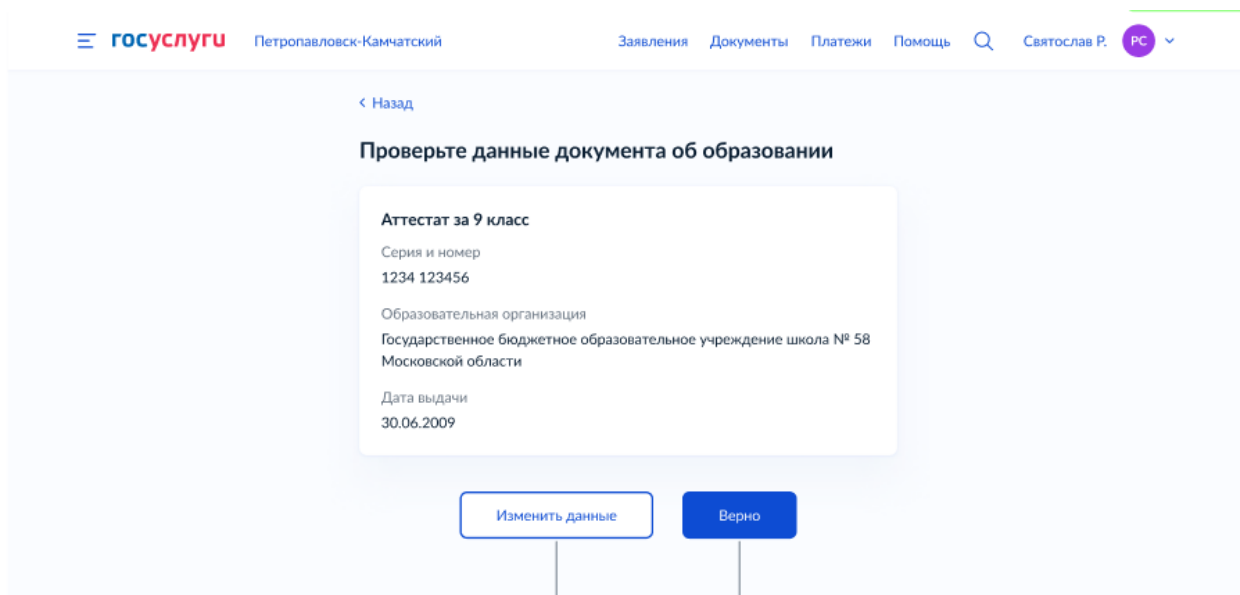 госуслуги Петропавловск-Камчатский Заявления Документы Платежи Помощь Святослав Р. РС
Назад
Проверьте данные документа об образовании
Аттестат за 9 класс
Серия и номер
1234 123456
Образовательная организация
Государственное бюджетное образовательное учреждение школа № 58
Московской области
Дата выдачи
30.06.2009
Изменить данные Верно